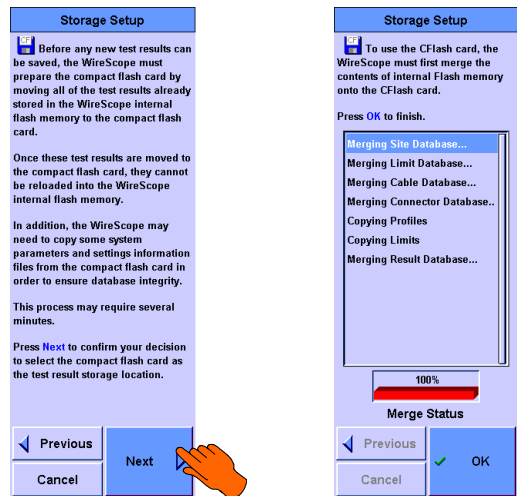 Storage Setup
CF
Before any new test results can
be saved, the WireScope must
prepare the compact flash card by
moving all of the test results already
stored in the WireScope internal
flash memory to the compact flash
card.
Once these test results are moved to
the compact flash card, they cannot
be reloaded into the WireScope
internal flash memory.
In addition, the WireScope may
need to copy some system
parameters and settings information
files from the compact flash card in
order to ensure database integrity.
This process may require several
minutes.
Press Next to confirm your decision
to select the compact flash card as
the test result storage location.
Previous
Next
Cancel
Storage Setup
CF
To use the CFlash card, the
WireScope must first merge the
contents of internal Flash memory
onto the CFlash card.
Press OK to finish.
Merging Site Database...
Merging Limit Database...
Merging Cable Database...
Merging Connector Database..
Copying Profiles
Copying Limits
Merging Result Database...
100%
Merge Status
Previous
OK
Cancel